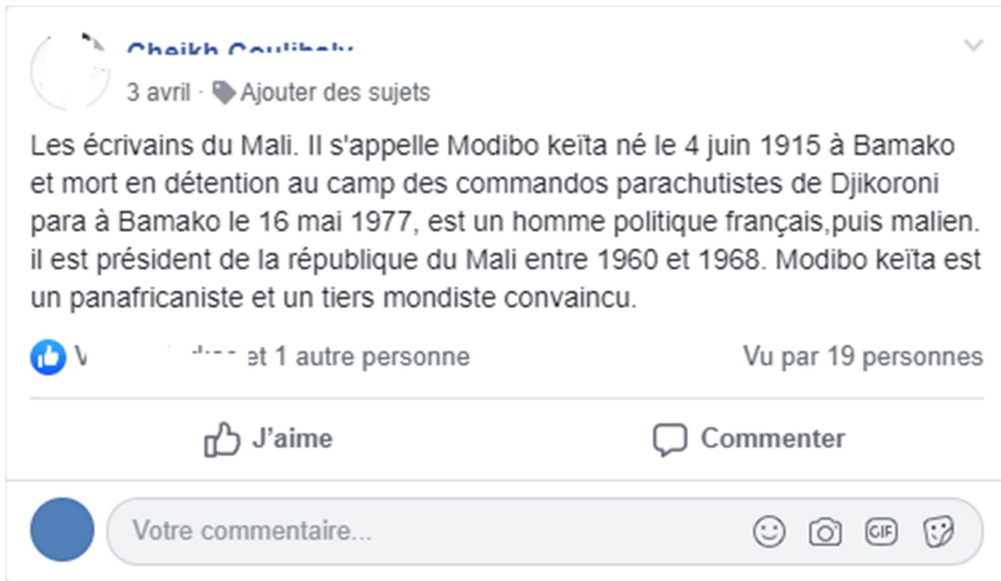 3 avril · Ajouter des sujets
Les écrivains du Mali. Il s'appelle Modibo keïta né le 4 juin 1915 à Bamako
et mort en détention au camp des commandos parachutistes de Djikoroni
para à Bamako le 16 mai 1977, est un homme politique français,puis malien.
il est président de la république du Mali entre 1960 et 1968. Modibo keïta est
un panafricaniste et un tiers mondiste convaincu.
et 1 autre personne
Vu par 19 personnes
J'aime
Commenter
Votre commentaire...
GIF